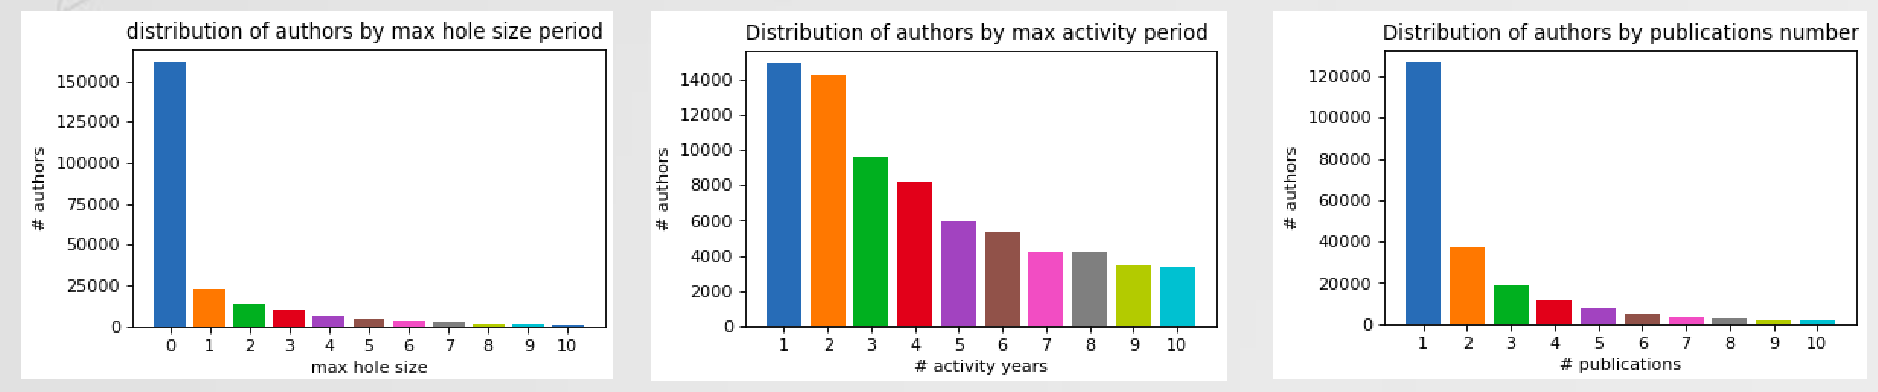 distribution of authors by max hole size period
# authors
150000
125000
100000
75000
50000
25000
0
0 1 2 3 4 5 6 7 8 9 10
max hole size
Distribution of authors by max activity period
# authors
14000
12000
10000
8000
6000
4000
2000
0
1 2 3 4 5 6 7 8 9 10
# activity years
Distribution of authors by publications number
# authors
120000
100000
80000
60000
40000
20000
0
1 2 3 4 5 6 7 8 9 10
# publications